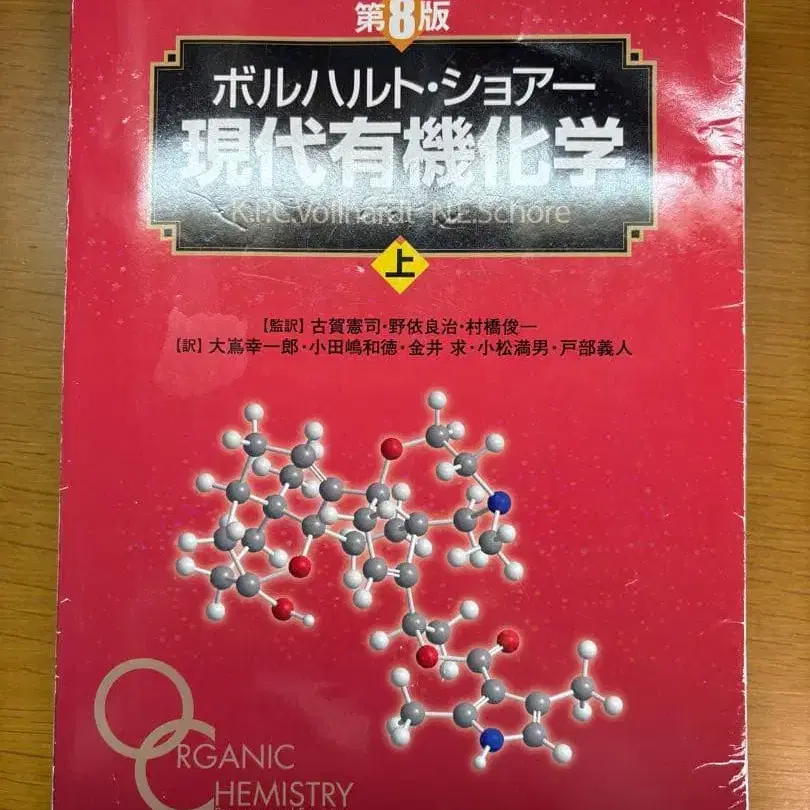 第8版
ボルハルト・ショアー
現代有機化学
K.P.C.Vollhardt N.E.Schore
上
【監訳】古賀憲司・野依良治・村橋俊一
【訳】大嶌幸一郎・小田嶋和徳・金井 求・小松満男・戸部義人
ORGANIC
CHEMISTRY